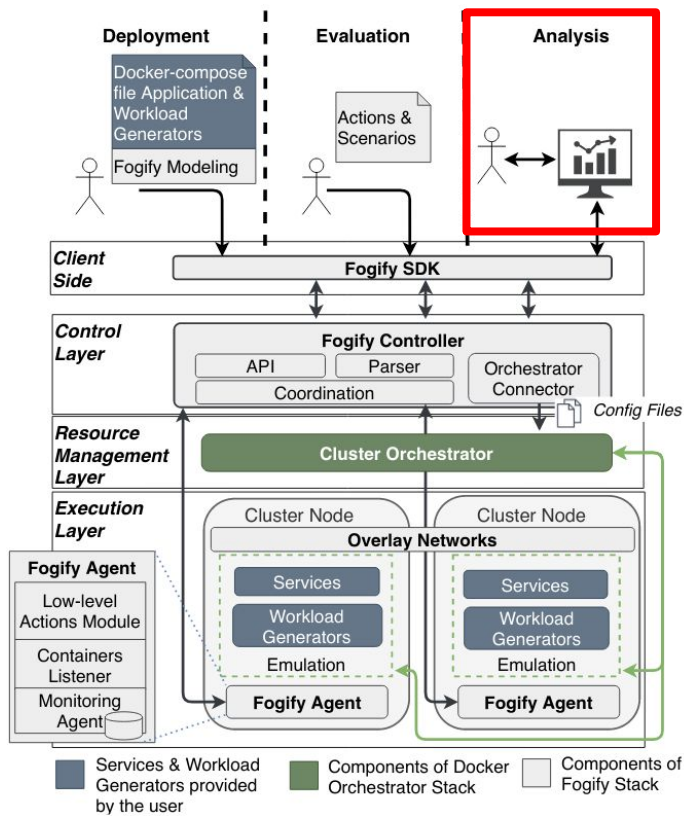 Deployment
Evaluation
Analysis
Docker-compose
file Application &
Workload
Generators
Fogify Modeling
Actions &
Scenarios
Client
Side
Fogify SDK
Control
Layer
Fogify Controller
API
Parser
Coordination
Orchestrator
Connector
Config Files
Resource
Management
Layer
Cluster Orchestrator
Execution
Layer
Cluster Node
Cluster Node
Overlay Networks
Services
Workload
Generators
Emulation
Fogify Agent
Services
Workload
Generators
Emulation
Fogify Agent
Fogify Agent
Low-level
Actions Module
Containers
Listener
Monitoring
Agent
Services & Workload
Generators provided
by the user
Components of Docker
Orchestrator Stack
Components of
Fogify Stack